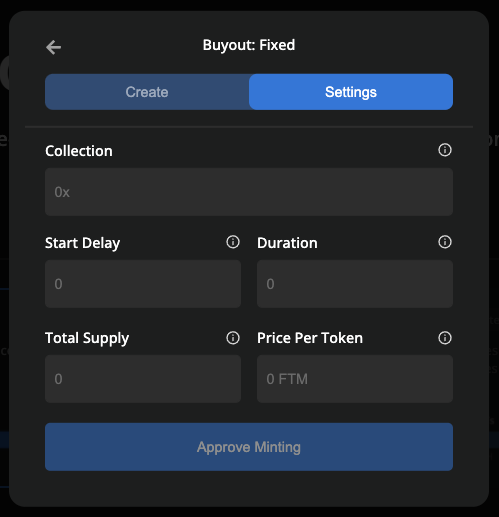 Buyout: Fixed
Create Settings
Collection
0x
Start Delay Duration
0 0
Total Supply Price Per Token
0 0 FTM
Approve Minting